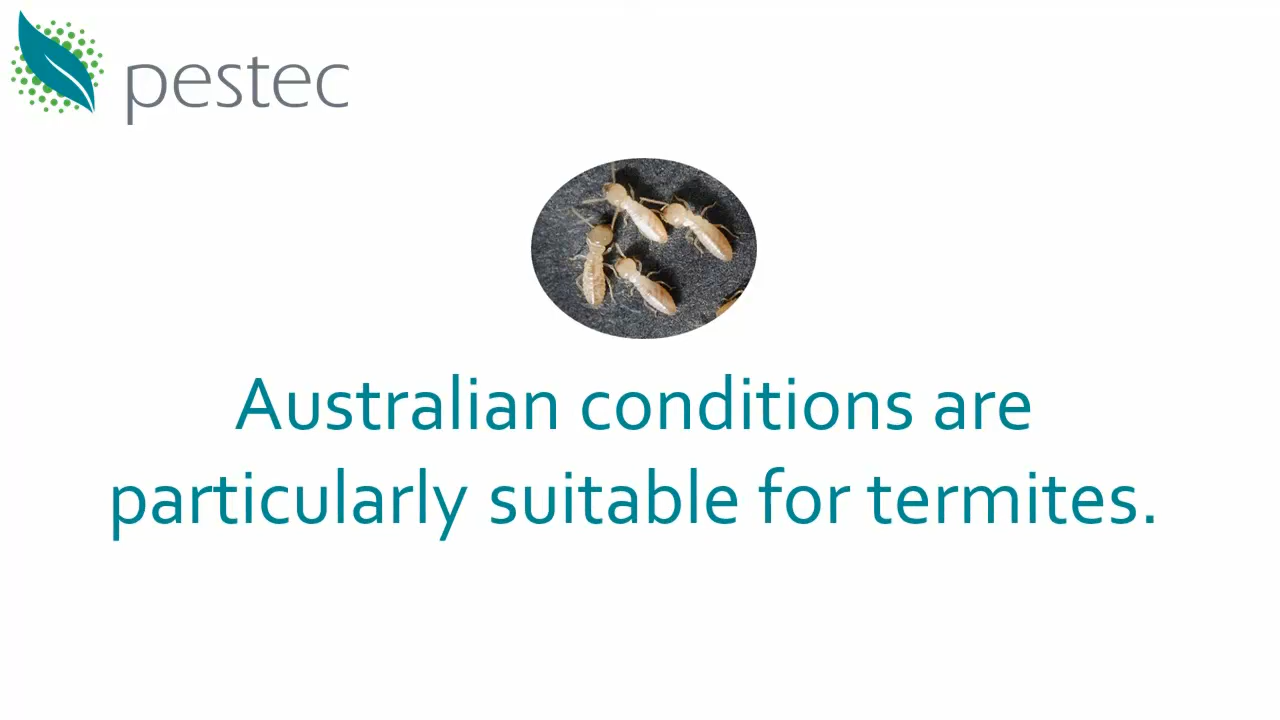 pestec
Australian conditions are
particularly suitable for termites.